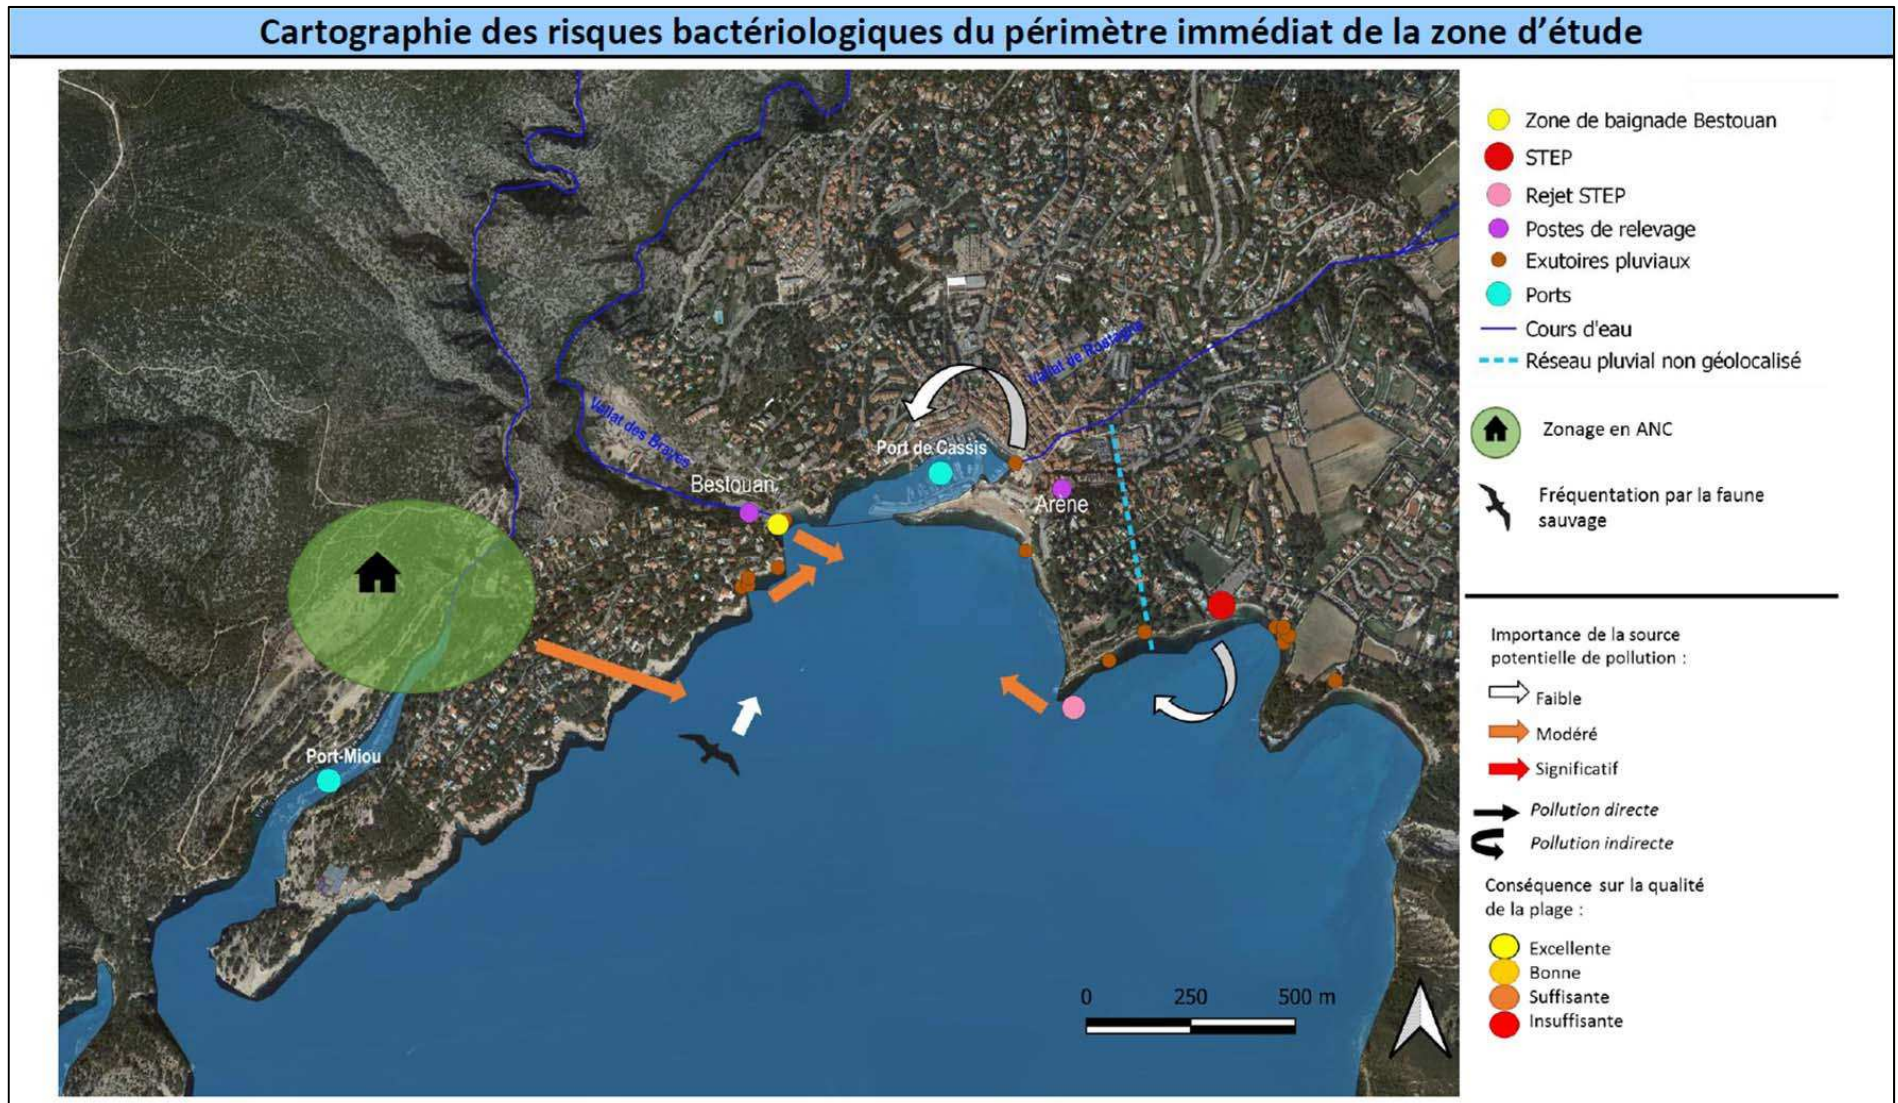 Cartographie des risques bactériologiques du périmètre immédiat de la zone d'étude
Zone de baignade Bestouan
STEP
Rejet STEP
Postes de relevage
Exutoires pluviaux
Ports
Cours d'eau
Réseau pluvial non géolocalisé
Zonage en ANC
Fréquentation par la faune
sauvage
Importance de la source
potentielle de pollution :
Faible
Modéré
Significatif
Pollution directe
Pollution indirecte
Conséquence sur la qualité
de la plage :
Excellente
Bonne
Suffisante
Insuffisante
Vallat de Rostagne
Vallat des Brayes
Port de Cassis
Bestouan
Arène
Port-Miou
0 250 500 m